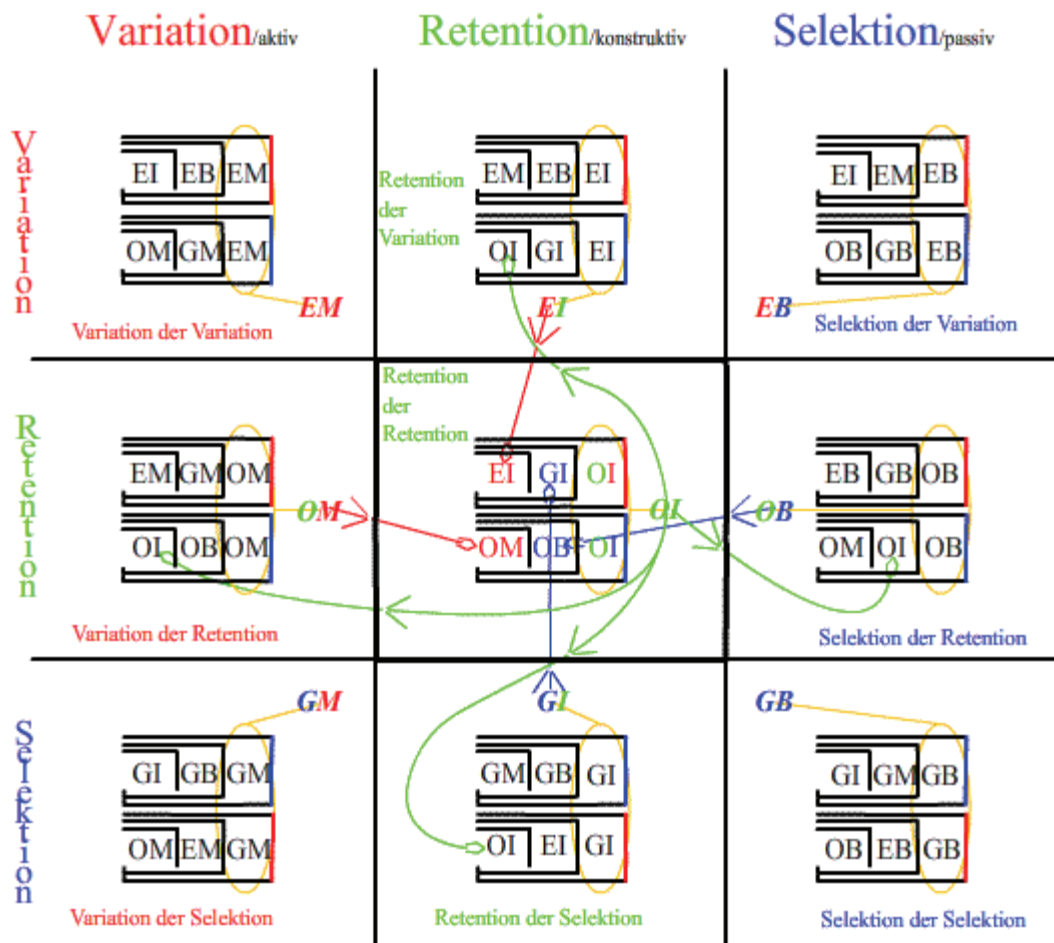 Variation/aktiv Retention/konstruktiv Selektion/passiv
Variation
EI EB EM
OM GM EM
EM
Variation der Variation
Retention
der
Variation
EM EB EI
OI GI EI
EI
EI EM EB
OB GB EB
EB
Selektion der Variation
Retention
EM GM OM
OI OB OM
OM
Variation der Retention
Retention
der
Retention
EI GI OI
OM OB OI
OI
EB GB OB
OM OI OB
OB
Selektion der Retention
Selektion
GM
GI GB GM
OM EM GM
Variation der Selektion
GI
GM GB GI
OI EI GI
Retention der Selektion
GB
GI GM GB
OB EB GB
Selektion der Selektion